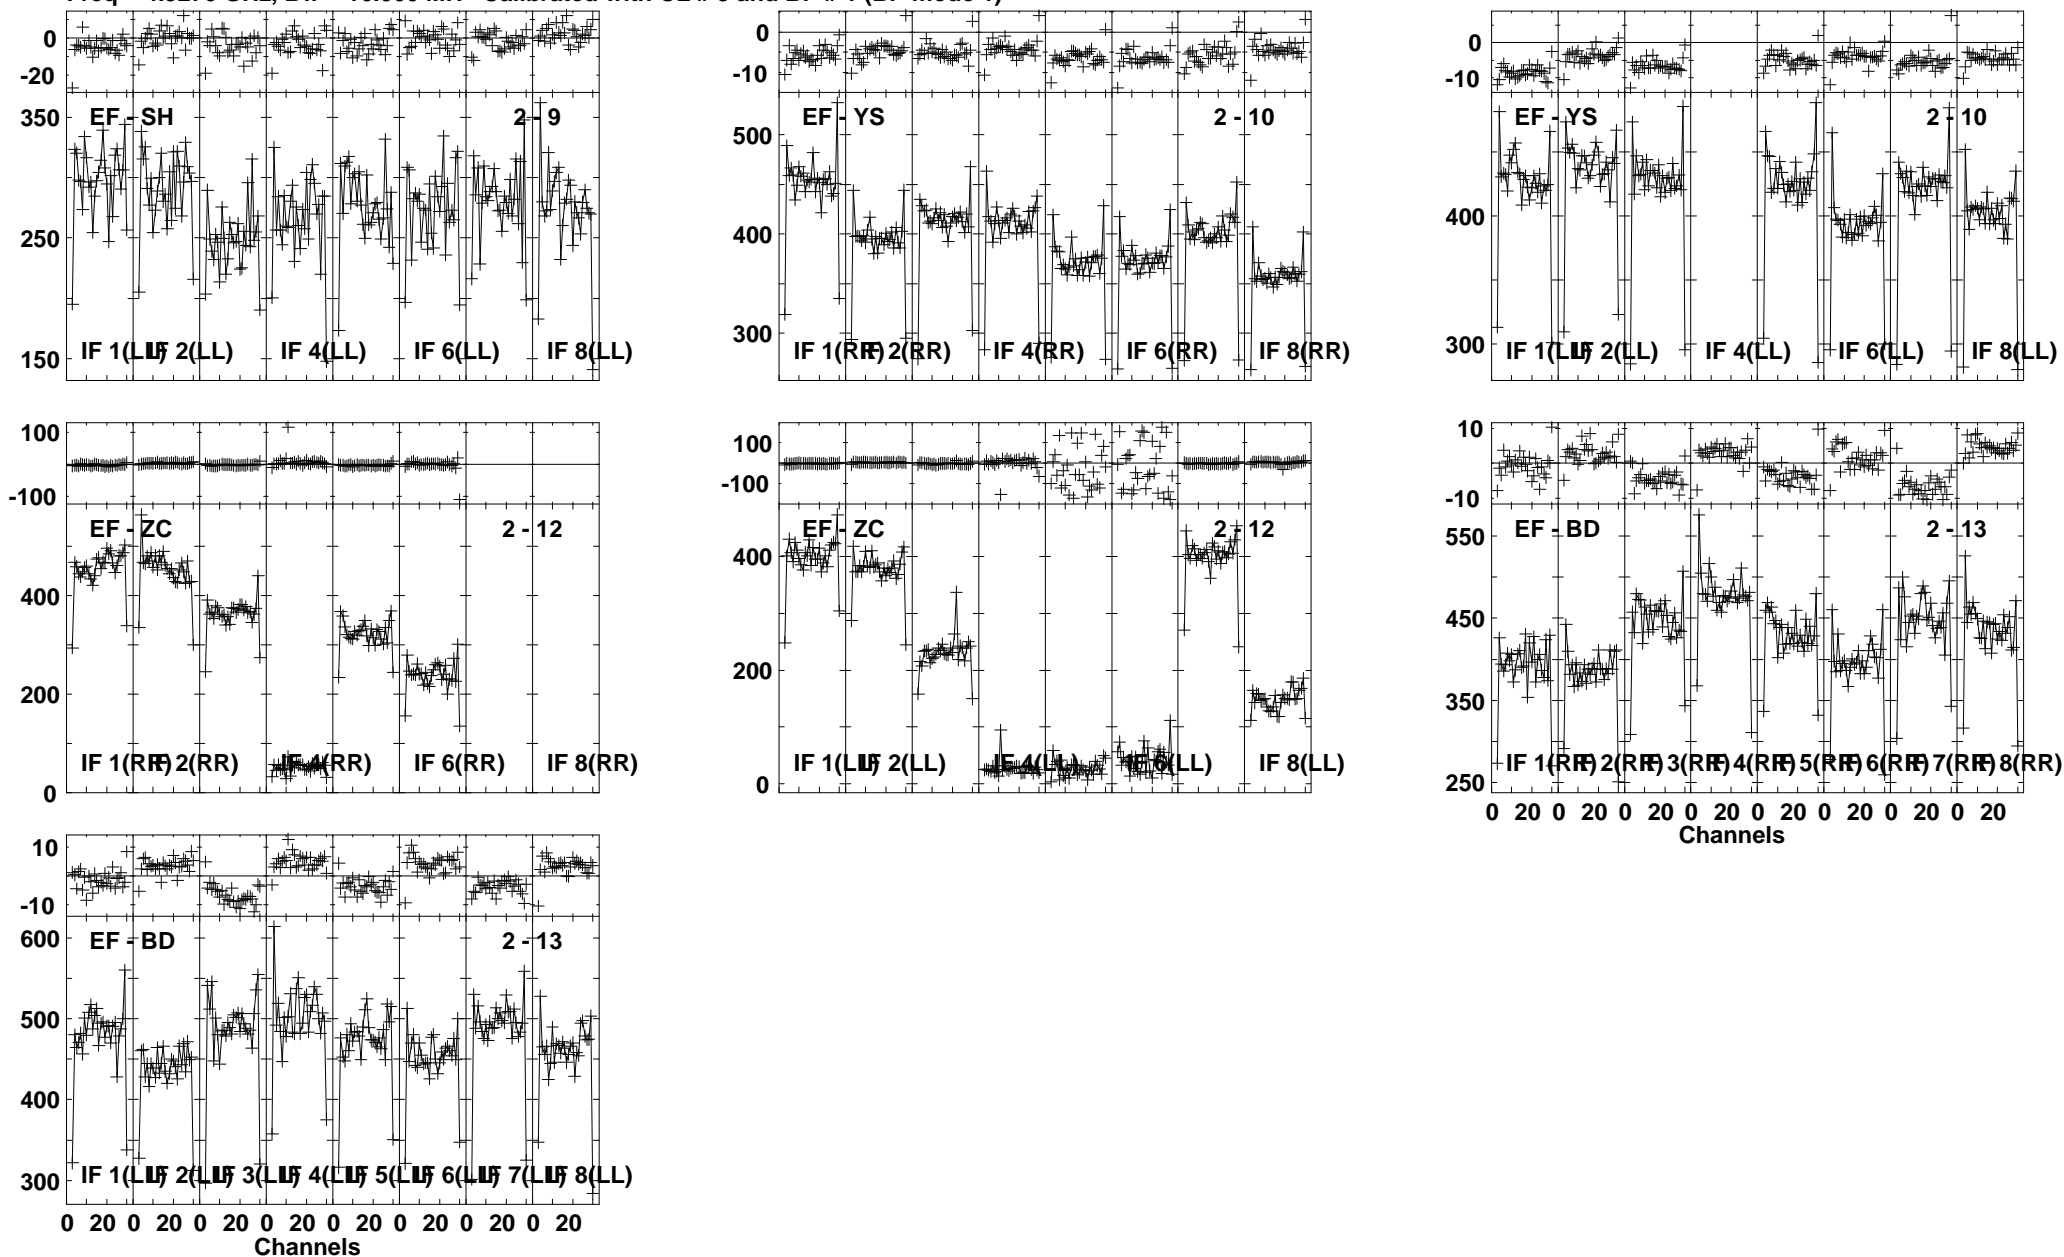 0
-20
350
250
150
EF - SH 2 - 9
IF 1(LL) IF 2(LL) IF 4(LL) IF 6(LL) IF 8(LL)
0
-10
500
400
300
EF - YS 2 - 10
IF 1(RR) IF 2(RR) IF 4(RR) IF 6(RR) IF 8(RR)
0
-10
400
300
EF - YS 2 - 10
IF 1(LL) IF 2(LL) IF 4(LL) IF 6(LL) IF 8(LL)
100
-100
400
200
0
EF - ZC 2 - 12
IF 1(RR) IF 2(RR) IF 4(RR) IF 6(RR) IF 8(RR)
100
-100
400
200
0
EF - ZC 2 - 12
IF 1(LL) IF 2(LL) IF 4(LL) IF 6(LL) IF 8(LL)
10
-10
550
450
350
250
EF - BD 2 - 13
IF 1(RR) IF 2(RR) IF 3(RR) IF 4(RR) IF 5(RR) IF 6(RR) IF 7(RR) IF 8(RR)
0 20 0 20 0 20 0 20 0 20 0 20 0 20 0 20
Channels
10
-10
600
500
400
300
EF - BD 2 - 13
IF 1(LL) IF 2(LL) IF 3(LL) IF 4(LL) IF 5(LL) IF 6(LL) IF 7(LL) IF 8(LL)
0 20 0 20 0 20 0 20 0 20 0 20 0 20 0 20
Channels